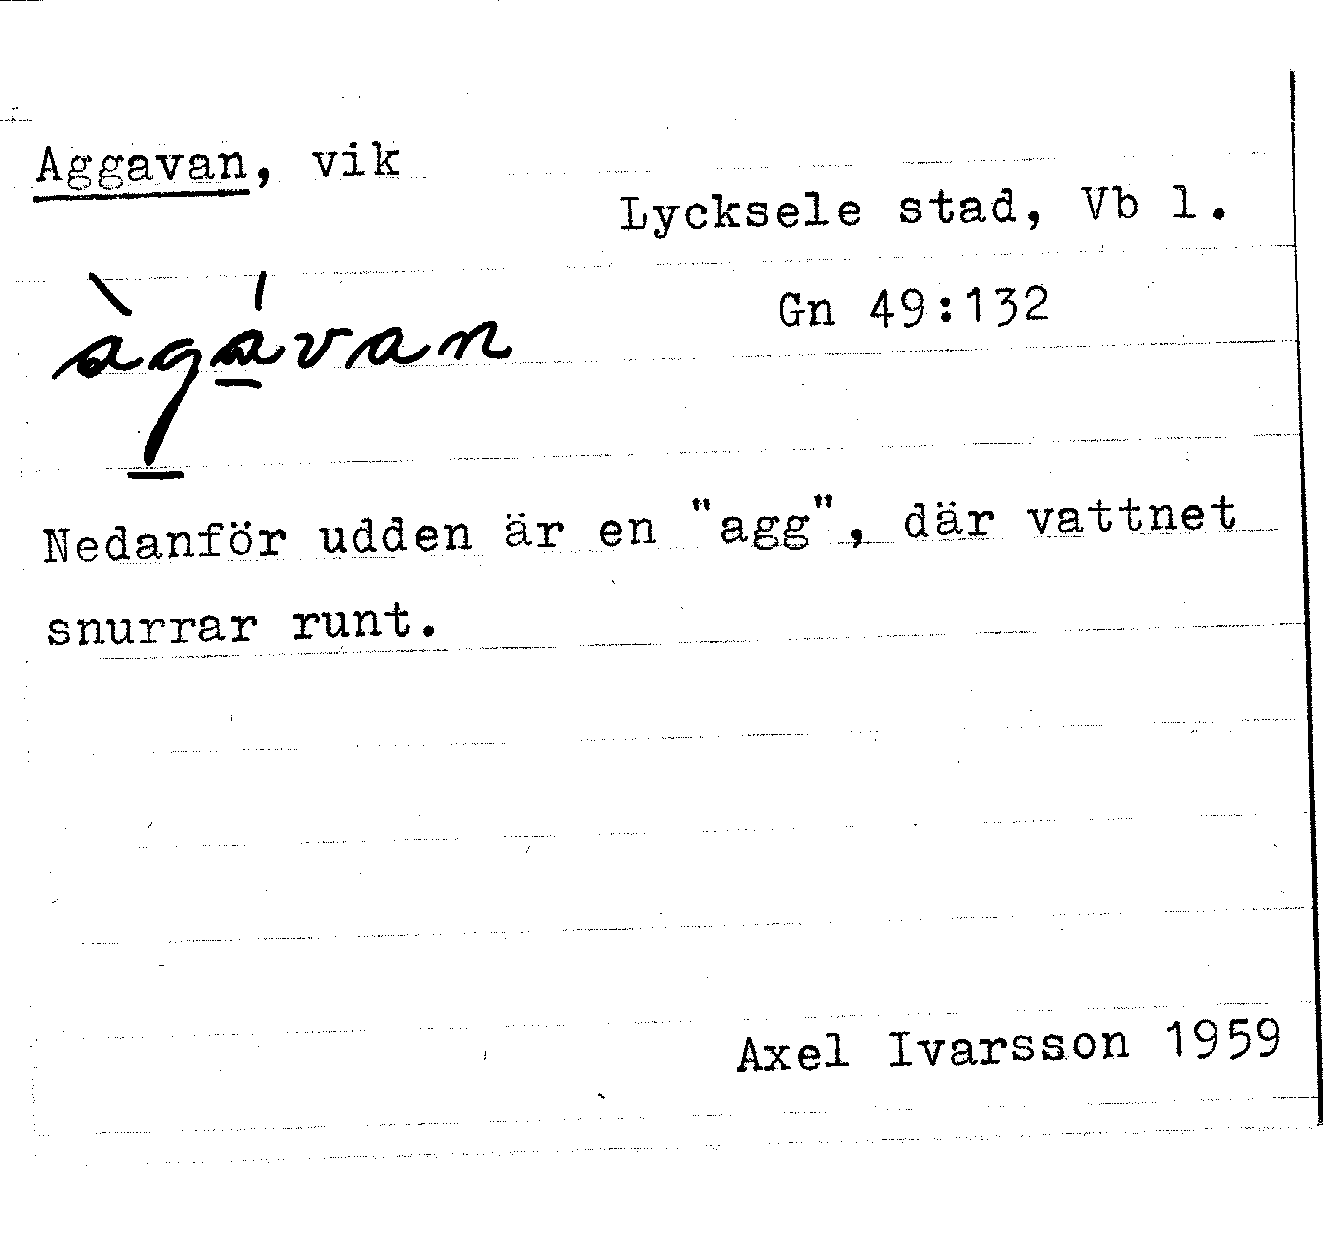 Aggavan, vik
Lycksele stad, Vb l.
àgávan
Gn 49:132
Nedanför udden är en "agg", där vattnet
snurrar runt.
Axel Ivarsson 1959